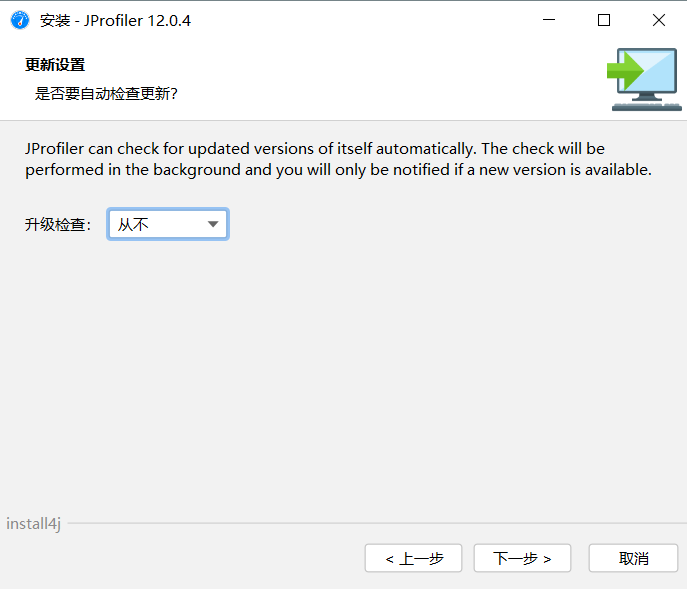 安装 - JProfiler 12.0.4
更新设置
是否要自动检查更新?
JProfiler can check for updated versions of itself automatically. The check will be
performed in the background and you will only be notified if a new version is available.
升级检查: 从不
install4j
< 上一步 下一步 > 取消